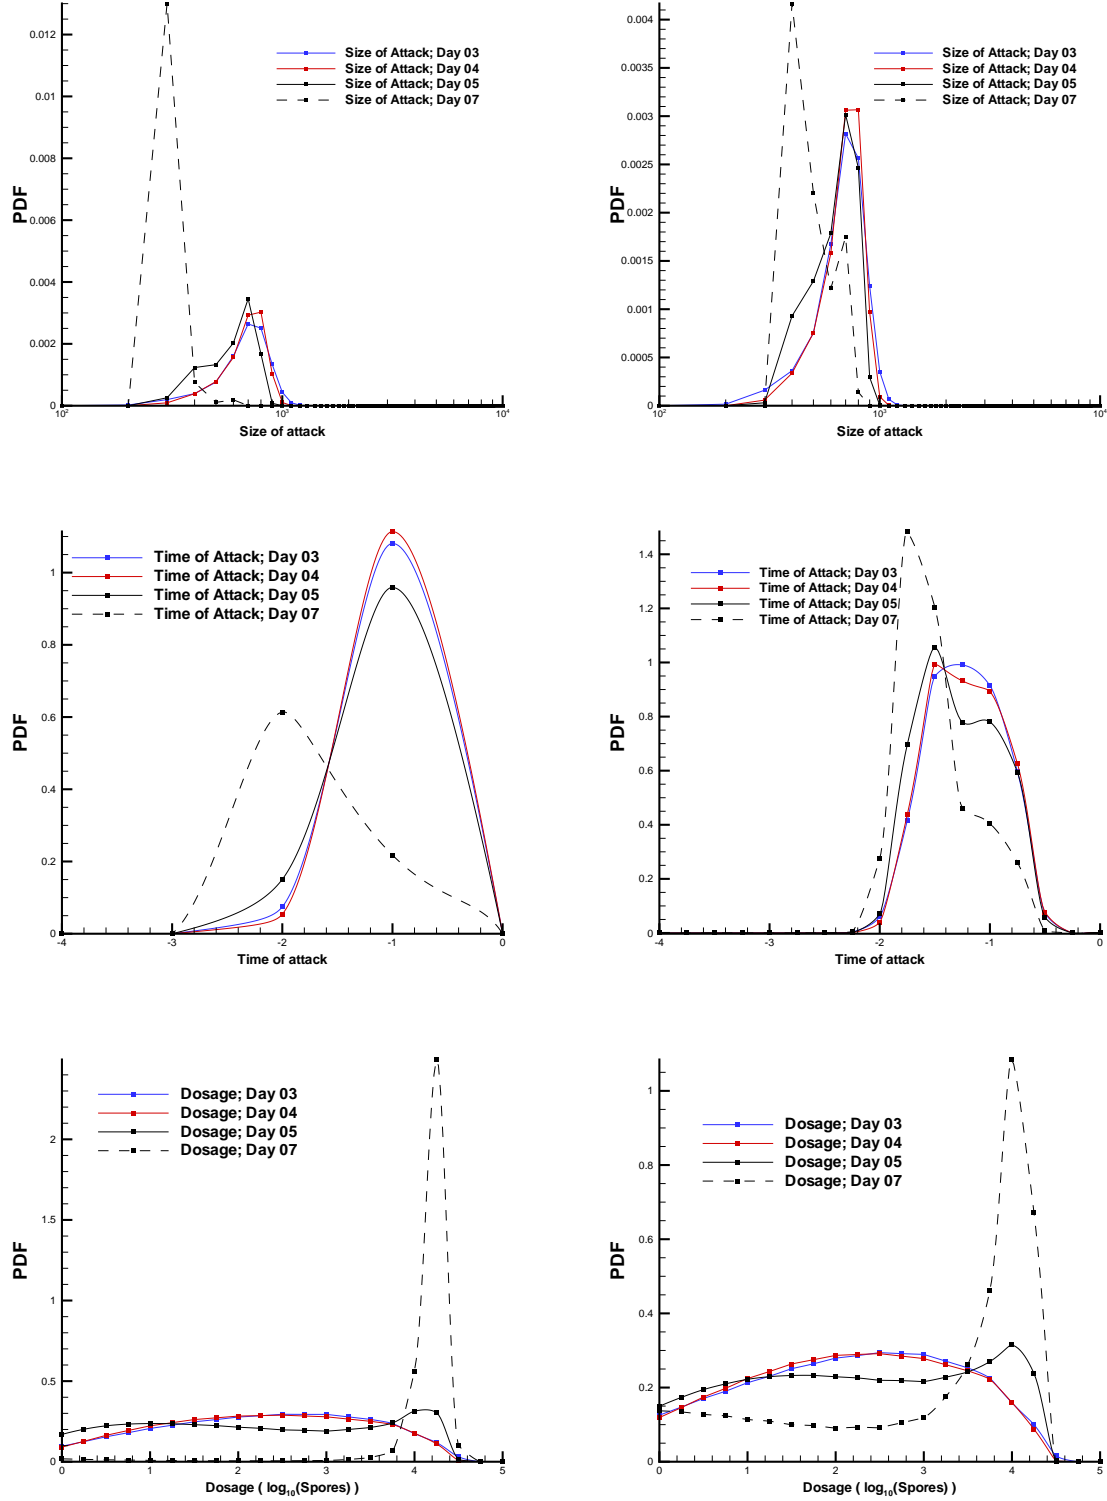 0.012
0.01
0.008
0.006
0.004
0.002
0
PDF
Size of Attack; Day 03
Size of Attack; Day 04
Size of Attack; Day 05
Size of Attack; Day 07
10² 10³ 10⁴
Size of attack
0.004
0.0035
0.003
0.0025
0.002
0.0015
0.001
0.0005
0
PDF
Size of Attack; Day 03
Size of Attack; Day 04
Size of Attack; Day 05
Size of Attack; Day 07
10² 10³ 10⁴
Size of attack
1
0.8
0.6
0.4
0.2
0
PDF
Time of Attack; Day 03
Time of Attack; Day 04
Time of Attack; Day 05
Time of Attack; Day 07
-4 -3 -2 -1 0
Time of attack
1.4
1.2
1
0.8
0.6
0.4
0.2
0
PDF
Time of Attack; Day 03
Time of Attack; Day 04
Time of Attack; Day 05
Time of Attack; Day 07
-4 -3 -2 -1 0
Time of attack
2
1.5
1
0.5
0
PDF
Dosage; Day 03
Dosage; Day 04
Dosage; Day 05
Dosage; Day 07
0 1 2 3 4 5
Dosage ( log₁₀(Spores) )
1
0.8
0.6
0.4
0.2
0
PDF
Dosage; Day 03
Dosage; Day 04
Dosage; Day 05
Dosage; Day 07
0 1 2 3 4 5
Dosage ( log₁₀(Spores) )